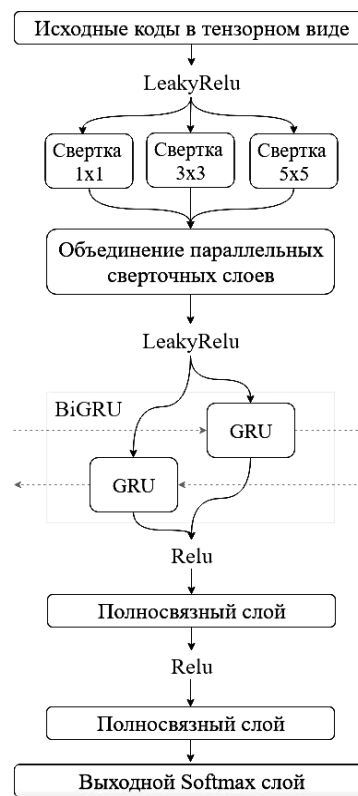 Исходные коды в тензорном виде
LeakyRelu
Свертка
1x1
Свертка
3x3
Свертка
5x5
Объединение параллельных
сверточных слоев
LeakyRelu
BiGRU
GRU
GRU
Relu
Полносвязный слой
Relu
Полносвязный слой
Выходной Softmax слой